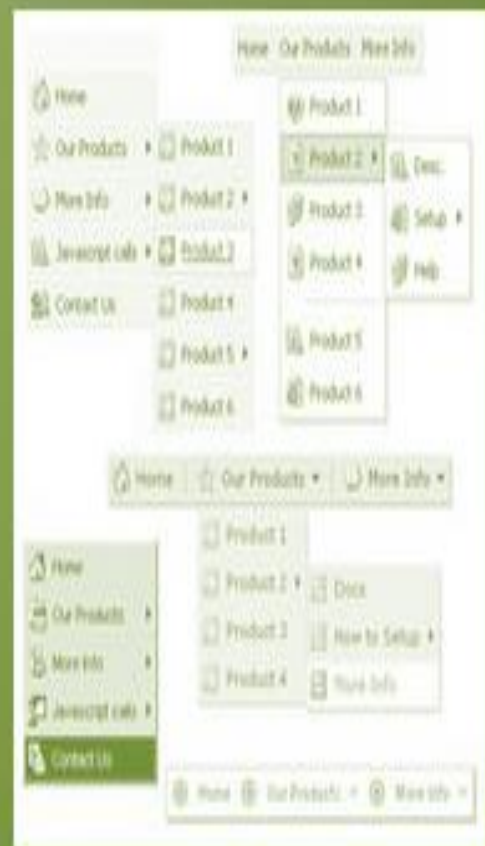 Home Our Products More Info
Home
Our Products
More Info
Javascript calls
Contact Us
Product 1
Product 2
Product 3
Product 4
Product 5
Product 6
Product 1
Product 2
Product 3
Product 4
Product 5
Product 6
Desc.
Setup
Help
Home Our Products More Info
Product 1
Product 2
Product 3
Product 4
Docs
How to Setup
More Info
Home
Our Products
More Info
Javascript calls
Contact Us
Home Our Products More Info